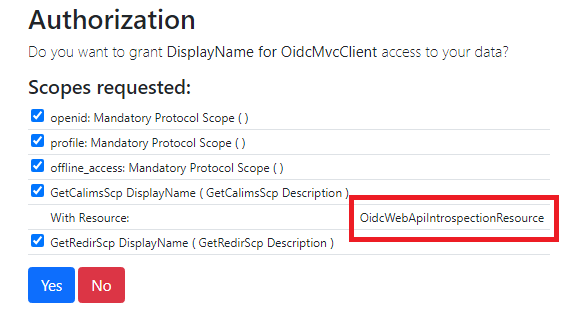 Authorization
Do you want to grant DisplayName for OidcMvcClient access to your data?
Scopes requested:
openid: Mandatory Protocol Scope ( )
profile: Mandatory Protocol Scope ( )
offline_access: Mandatory Protocol Scope ( )
GetCalimsScp DisplayName ( GetCalimsScp Description )
With Resource: OidcWebApiIntrospectionResource
GetRedirScp DisplayName ( GetRedirScp Description )
Yes No